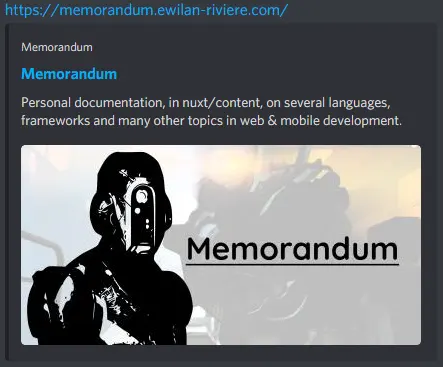 https://memorandum.ewilan-riviere.com/
Memorandum
Memorandum
Personal documentation, in nuxt/content, on several languages,
frameworks and many other topics in web & mobile development.
Memorandum